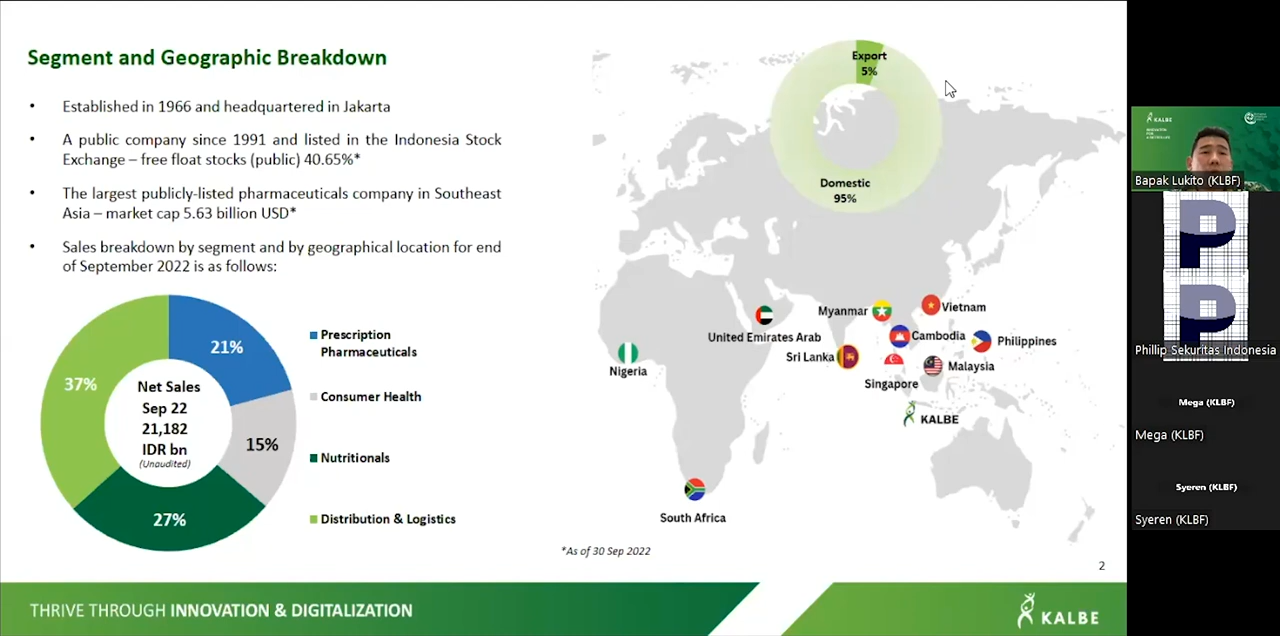 Segment and Geographic Breakdown
• Established in 1966 and headquartered in Jakarta
• A public company since 1991 and listed in the Indonesia Stock
Exchange – free float stocks (public) 40.65%*
• The largest publicly-listed pharmaceuticals company in Southeast
Asia – market cap 5.63 billion USD*
• Sales breakdown by segment and by geographical location for end
of September 2022 is as follows:
21%
15%
27%
37%
Net Sales
Sep 22
21,182
IDR bn
(Unaudited)
Prescription
Pharmaceuticals
Consumer Health
Nutritionals
Distribution & Logistics
Export
5%
Domestic
95%
Myanmar
Vietnam
United Emirates Arab
Cambodia
Philippines
Sri Lanka
Malaysia
Nigeria
Singapore
KALBE
South Africa
*As of 30 Sep 2022
2
THRIVE THROUGH INNOVATION & DIGITALIZATION
KALBE
KALBE
Bapak Lukito (KLBF)
Phillip Sekuritas Indonesia
Mega (KLBF)
Mega (KLBF)
Syeren (KLBF)
Syeren (KLBF)